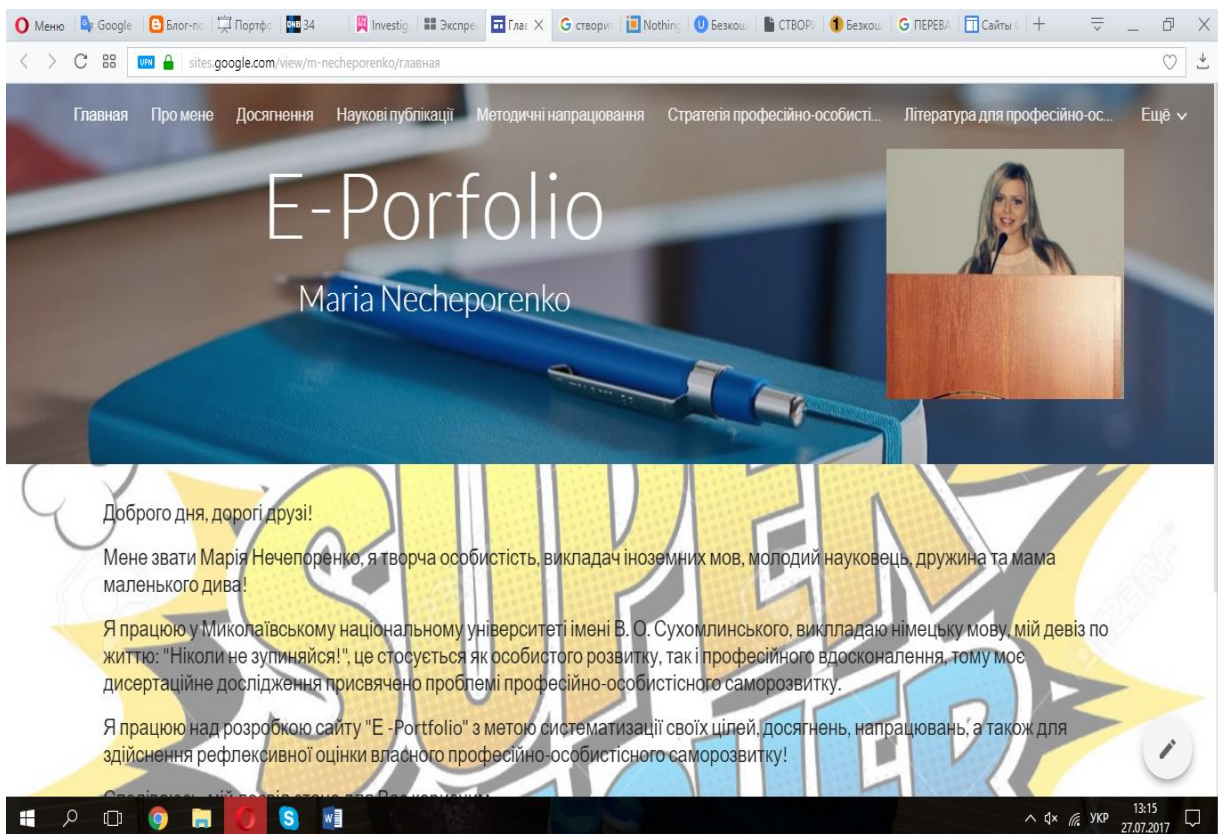 Меню
Google
Блог-по
Портфо
34
Investig
Экспре
Глав
створит
Nothing
Безкош
СТВОРІ
Безкош
ПЕРЕВА
Сайты
VPN sites.google.com/view/m-necheporenko/главная
Главная Про мене Досягнення Наукові публікації Методичні напрацювання Стратегія професійно-особисті... Література для професійно-ос... Ещё
E-Porfolio
Maria Necheporenko
SUPER
Доброго дня, дорогі друзі!
Мене звати Марія Нечепоренко, я творча особистість, викладач іноземних мов, молодий науковець, дружина та мама
маленького дива!
Я працюю у Миколаївському національному університеті імені В. О. Сухомлинського, виклладаю німецьку мову, мій девіз по
життю: "Ніколи не зупиняйся!", це стосується як особистого розвитку, так і професійного вдосконалення, тому моє
дисертаційне дослідження присвячено проблемі професійно-особистісного саморозвитку.
Я працюю над розробкою сайту "E -Portfolio" з метою систематизації своїх цілей, досягнень, напрацювань, а також для
здійснення рефлексивної оцінки власного професійно-особистісного саморозвитку!
123RF
УКР
13:15
27.07.2017